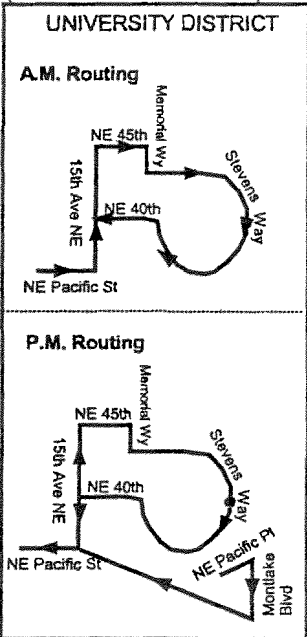 UNIVERSITY DISTRICT
A.M. Routing
Memorial Wy
NE 45th
Stevens Way
15th Ave NE
NE 40th
NE Pacific St
P.M. Routing
Memorial Wy
NE 45th
Stevens Way
15th Ave NE
NE 40th
NE Pacific Pl
NE Pacific St
Montlake
Blvd